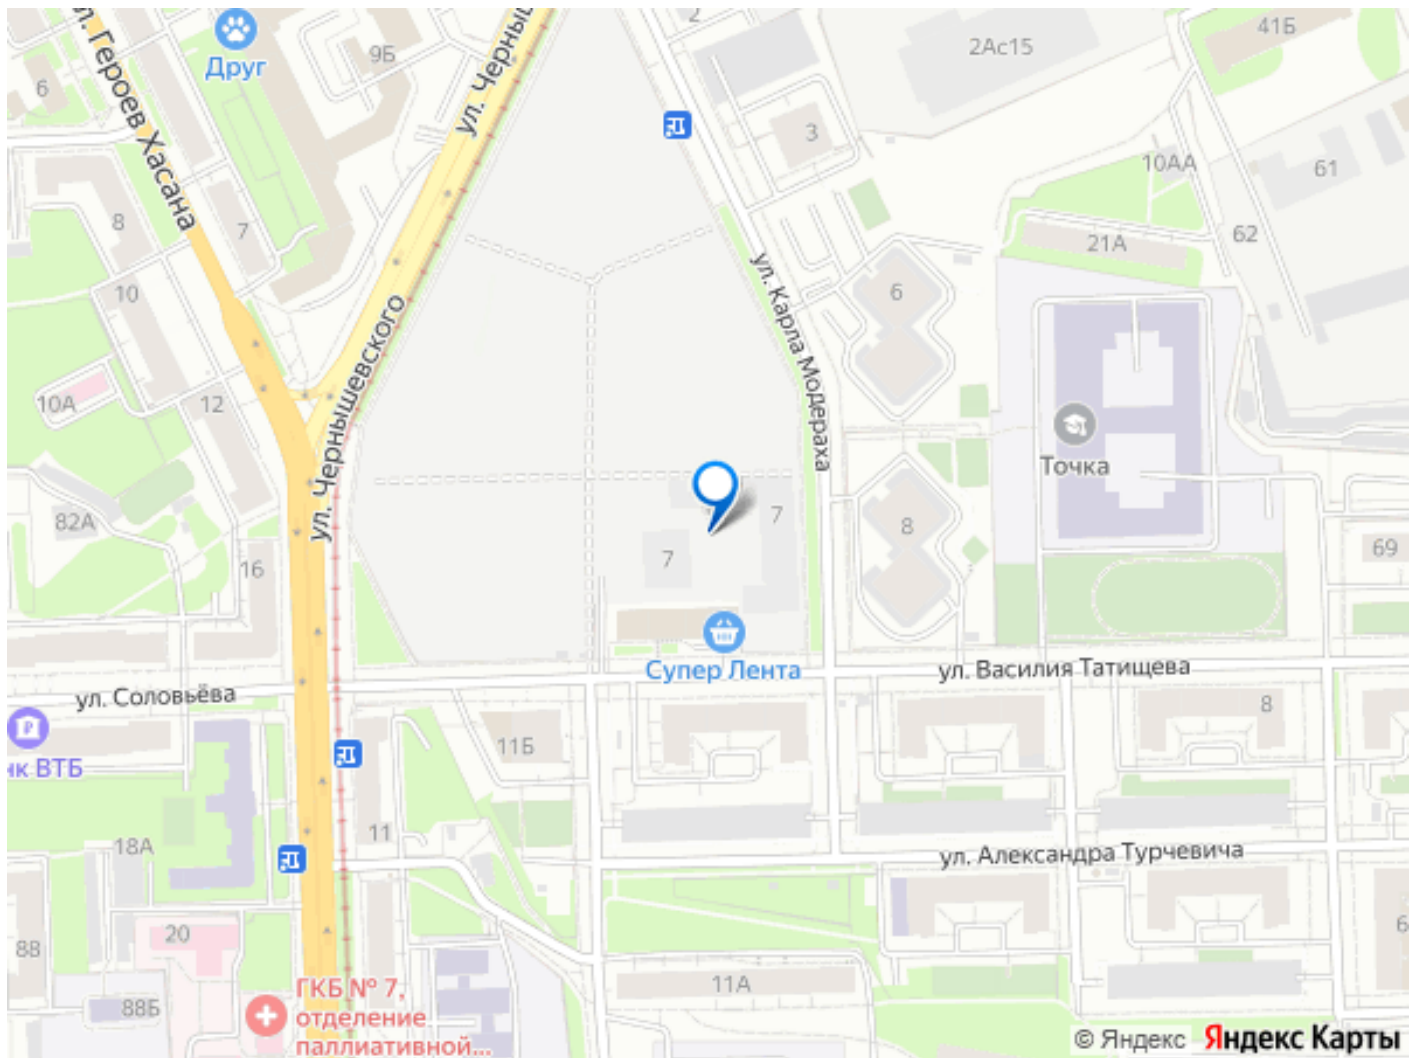 2
41Б
2Ас15
Друг
9Б
ул. Черныш
л. Героев Хасана
6
3
10АА
61
8
7
62
21А
ул. Карла Модераха
10
6
ул. Чернышевского
10А
12
Точка
82А
7
8
16
7
69
Супер Лента
ул. Василия Татищева
ул. Соловьёва
8
11Б
нк ВТБ
11
18А
ул. Александра Турчевича
20
88
6
11А
ГКБ № 7,
отделение
паллиативной...
88Б
© Яндекс Яндекс Карты